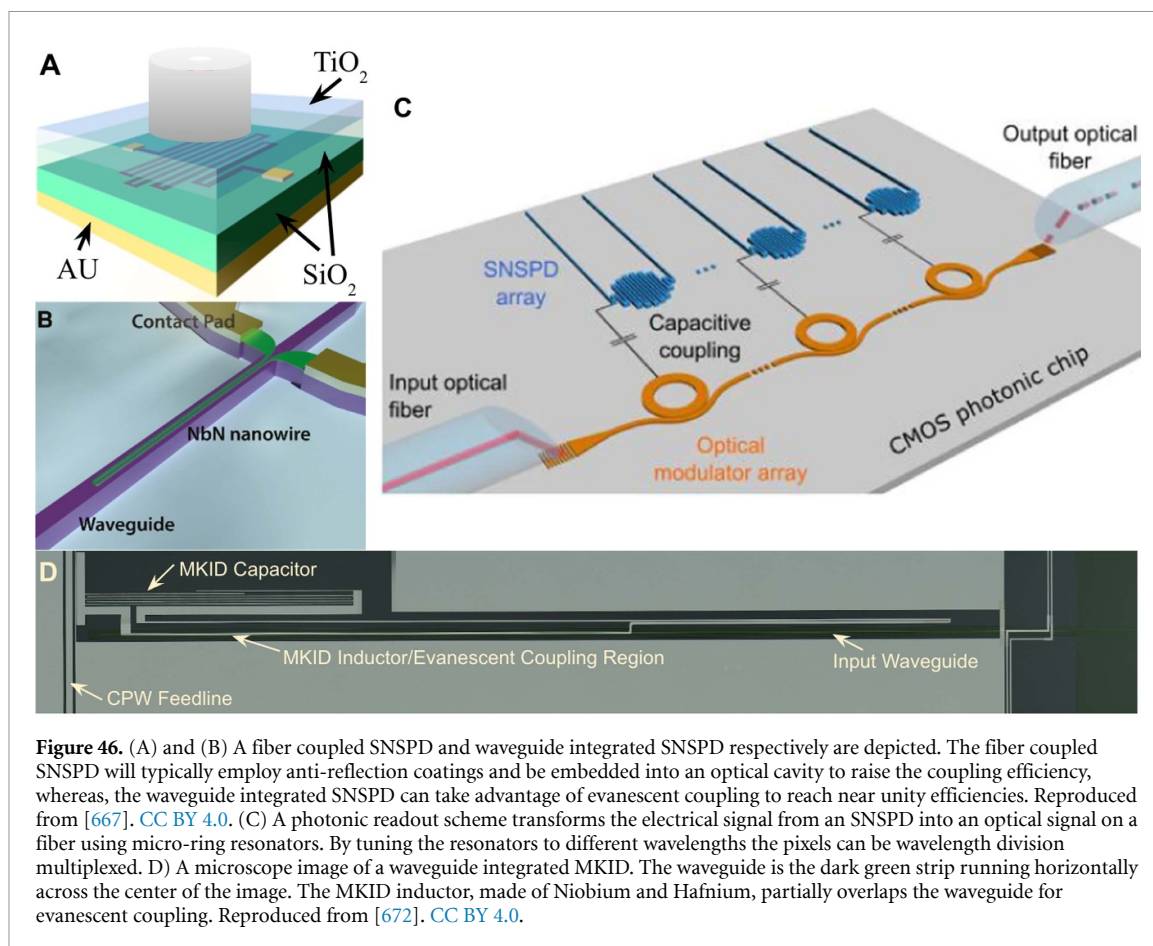 A
TiO2
AU
SiO2
B
Contact Pad
NbN nanowire
Waveguide
C
Output optical
fiber
SNSPD
array
Capacitive
coupling
Input optical
fiber
Optical
modulator array
CMOS photonic chip
D
MKID Capacitor
MKID Inductor/Evanescent Coupling Region
Input Waveguide
CPW Feedline
Figure 46. (A) and (B) A fiber coupled SNSPD and waveguide integrated SNSPD respectively are depicted. The fiber coupled
SNSPD will typically employ anti-reflection coatings and be embedded into an optical cavity to raise the coupling efficiency,
whereas, the waveguide integrated SNSPD can take advantage of evanescent coupling to reach near unity efficiencies. Reproduced
from [667]. CC BY 4.0. (C) A photonic readout scheme transforms the electrical signal from an SNSPD into an optical signal on a
fiber using micro-ring resonators. By tuning the resonators to different wavelengths the pixels can be wavelength division
multiplexed. D) A microscope image of a waveguide integrated MKID. The waveguide is the dark green strip running horizontally
across the center of the image. The MKID inductor, made of Niobium and Hafnium, partially overlaps the waveguide for
evanescent coupling. Reproduced from [672]. CC BY 4.0.